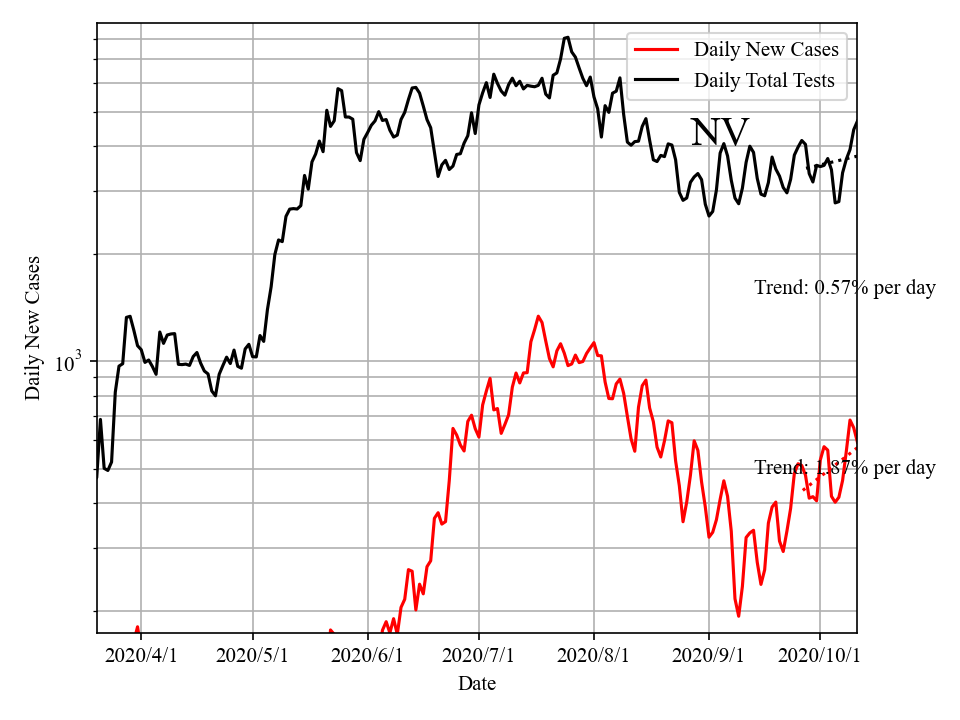 Daily New Cases
Daily Total Tests
NV
Trend: 0.57% per day
Trend: 1.87% per day
Daily New Cases
10^3
2020/4/1 2020/5/1 2020/6/1 2020/7/1 2020/8/1 2020/9/1 2020/10/1
Date